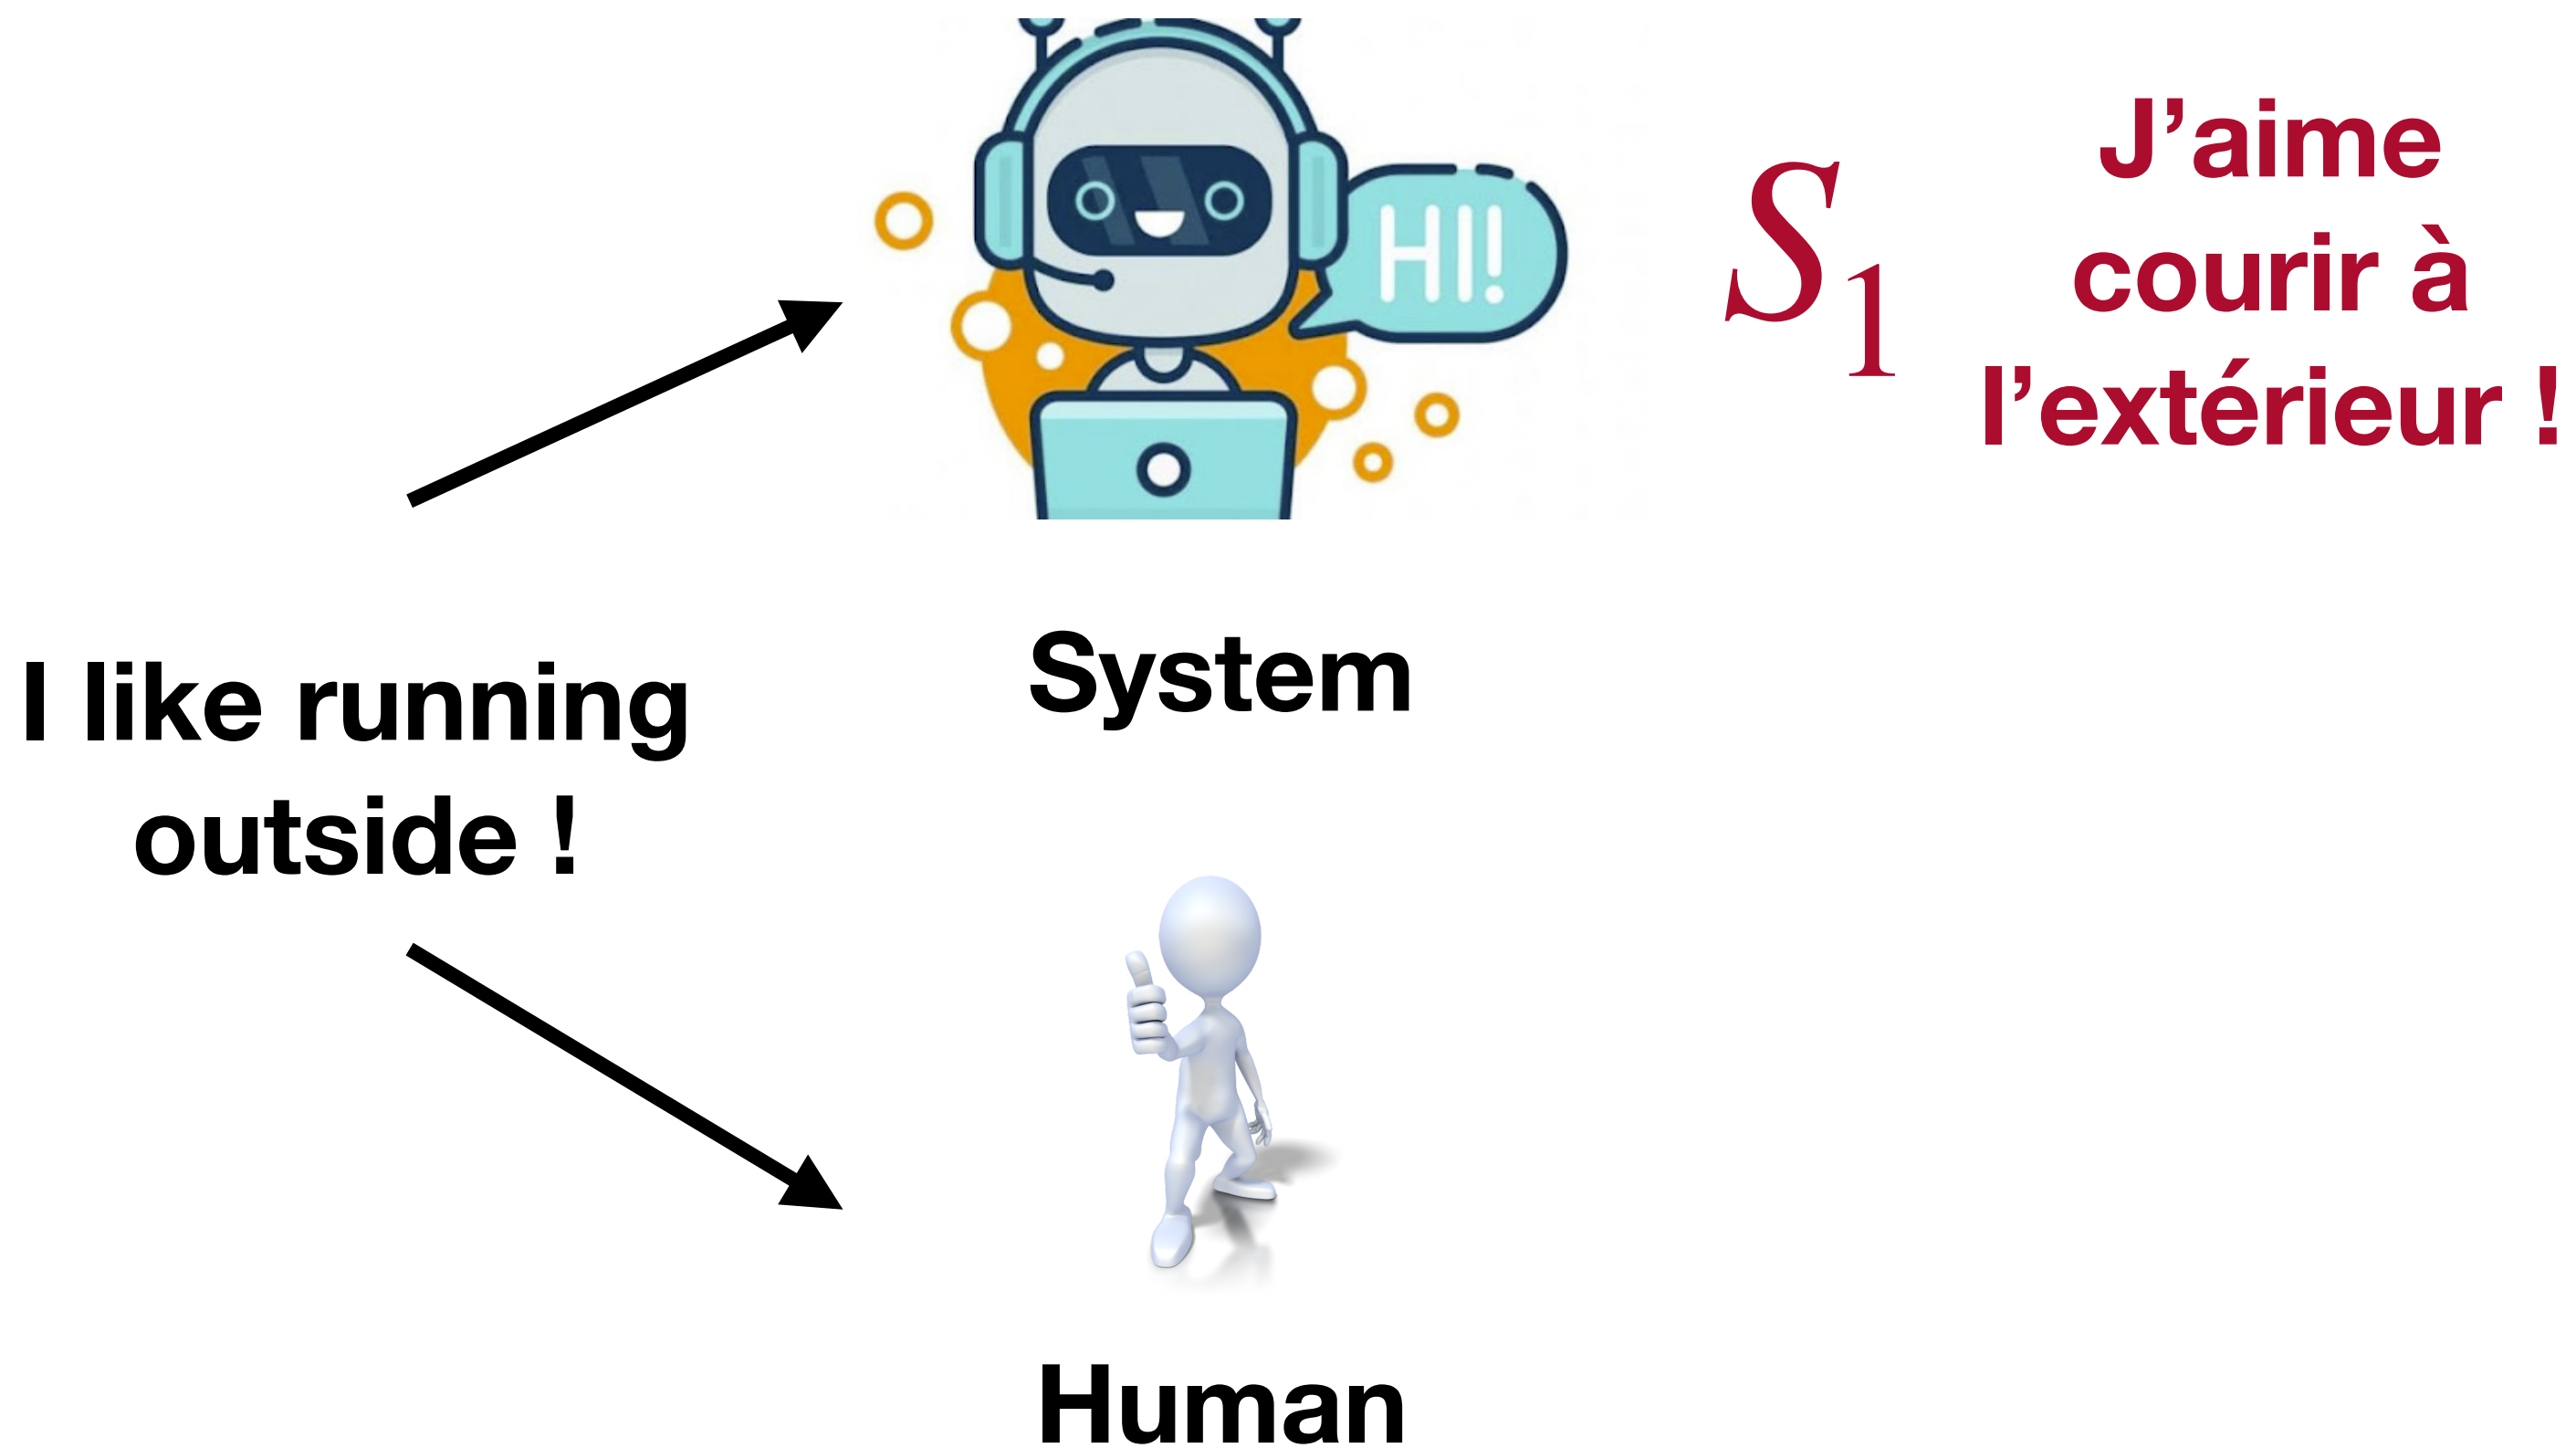 HI!
S1
J’aime
courir à
l’extérieur !
System
I like running
outside !
Human